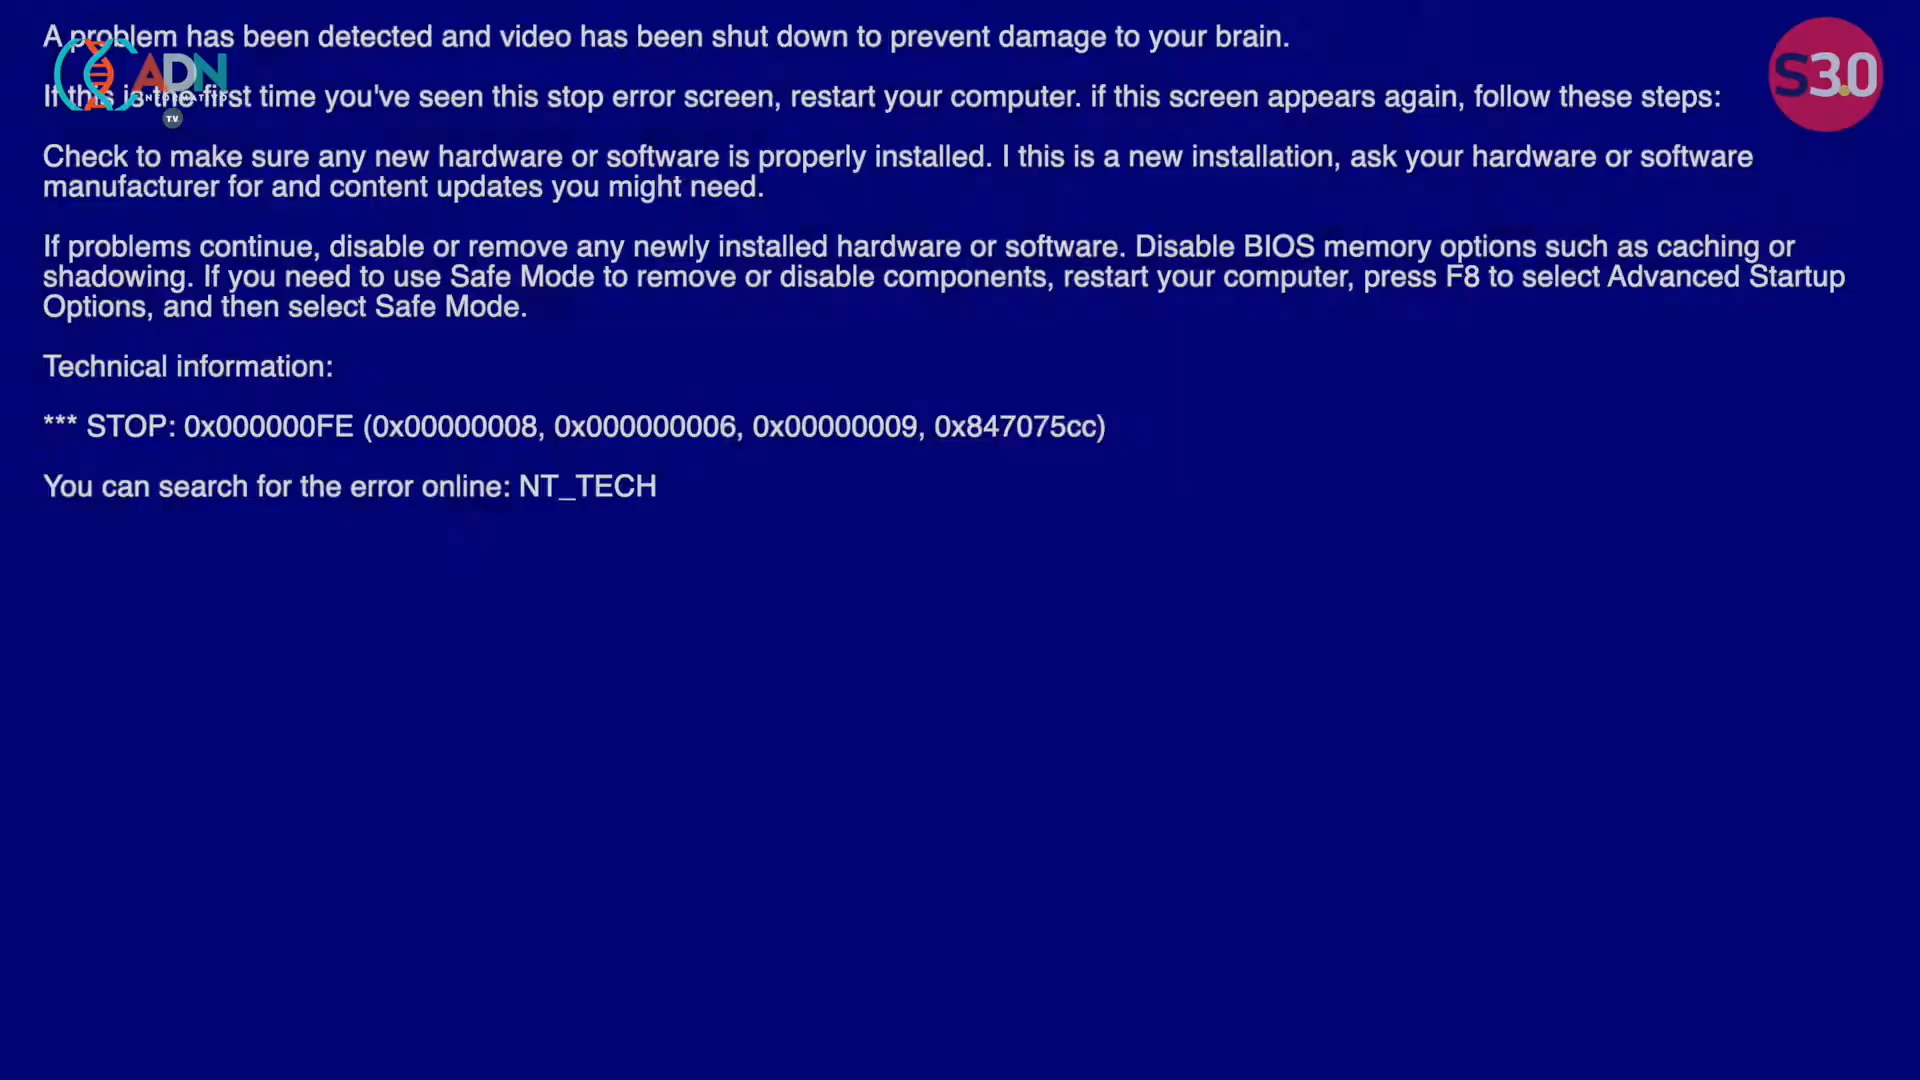 A problem has been detected and video has been shut down to prevent damage to your brain.
If this is the first time you've seen this stop error screen, restart your computer. if this screen appears again, follow these steps:
Check to make sure any new hardware or software is properly installed. I this is a new installation, ask your hardware or software
manufacturer for and content updates you might need.
If problems continue, disable or remove any newly installed hardware or software. Disable BIOS memory options such as caching or
shadowing. If you need to use Safe Mode to remove or disable components, restart your computer, press F8 to select Advanced Startup
Options, and then select Safe Mode.
Technical information:
*** STOP: 0x000000FE (0x00000008, 0x000000006, 0x00000009, 0x847075cc)
You can search for the error online: NT_TECH
ADN
INFORMATIVO
TV
S3.0